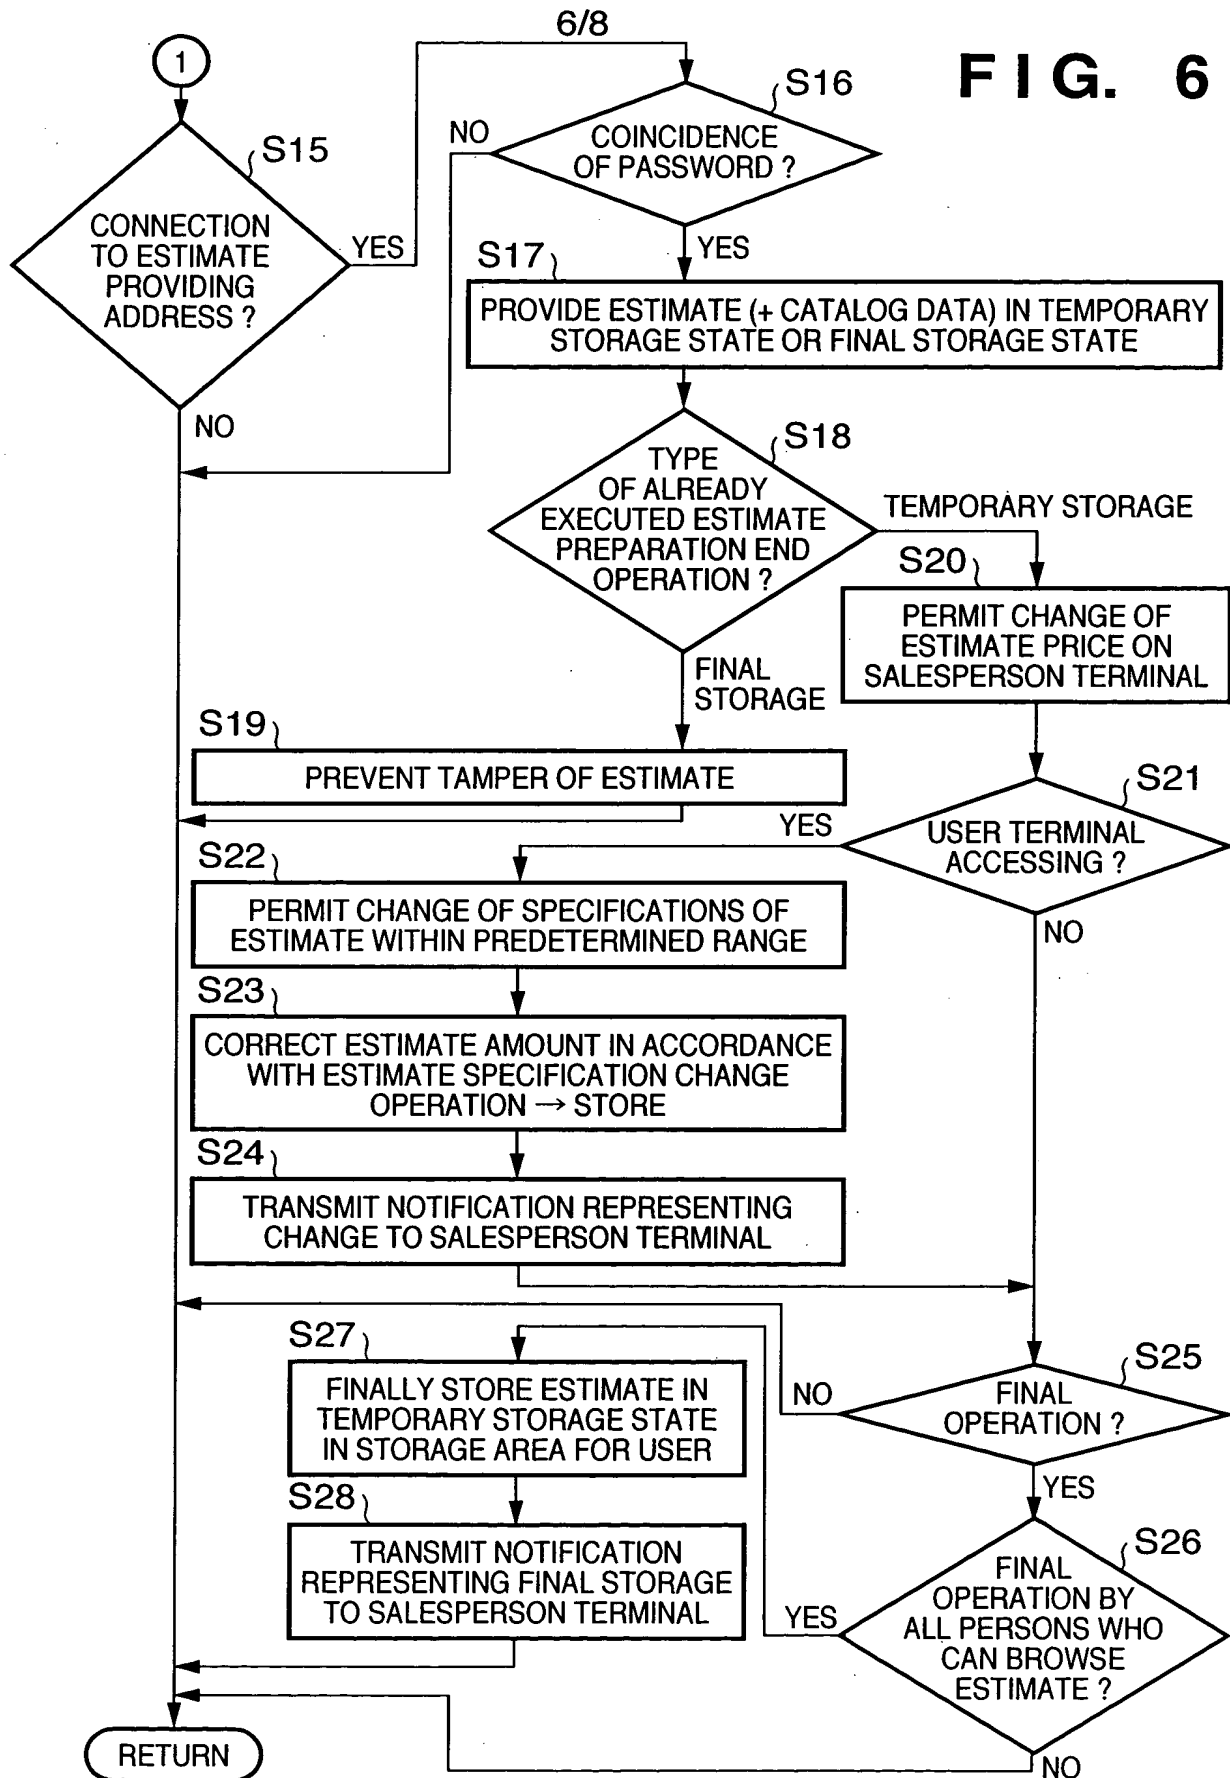 6/8
FIG. 6
1
S15
CONNECTION
TO ESTIMATE
PROVIDING
ADDRESS ?
YES
NO
S16
COINCIDENCE
OF PASSWORD ?
NO
YES
S17
PROVIDE ESTIMATE (+ CATALOG DATA) IN TEMPORARY
STORAGE STATE OR FINAL STORAGE STATE
S18
TYPE
OF ALREADY
EXECUTED ESTIMATE
PREPARATION END
OPERATION ?
TEMPORARY STORAGE
FINAL
STORAGE
S19
PREVENT TAMPER OF ESTIMATE
S20
PERMIT CHANGE OF
ESTIMATE PRICE ON
SALESPERSON TERMINAL
S21
USER TERMINAL
ACCESSING ?
YES
NO
S22
PERMIT CHANGE OF SPECIFICATIONS OF
ESTIMATE WITHIN PREDETERMINED RANGE
S23
CORRECT ESTIMATE AMOUNT IN ACCORDANCE
WITH ESTIMATE SPECIFICATION CHANGE
OPERATION → STORE
S24
TRANSMIT NOTIFICATION REPRESENTING
CHANGE TO SALESPERSON TERMINAL
S25
FINAL
OPERATION ?
NO
YES
S26
FINAL
OPERATION BY
ALL PERSONS WHO
CAN BROWSE
ESTIMATE ?
YES
NO
S27
FINALLY STORE ESTIMATE IN
TEMPORARY STORAGE STATE
IN STORAGE AREA FOR USER
S28
TRANSMIT NOTIFICATION
REPRESENTING FINAL STORAGE
TO SALESPERSON TERMINAL
RETURN